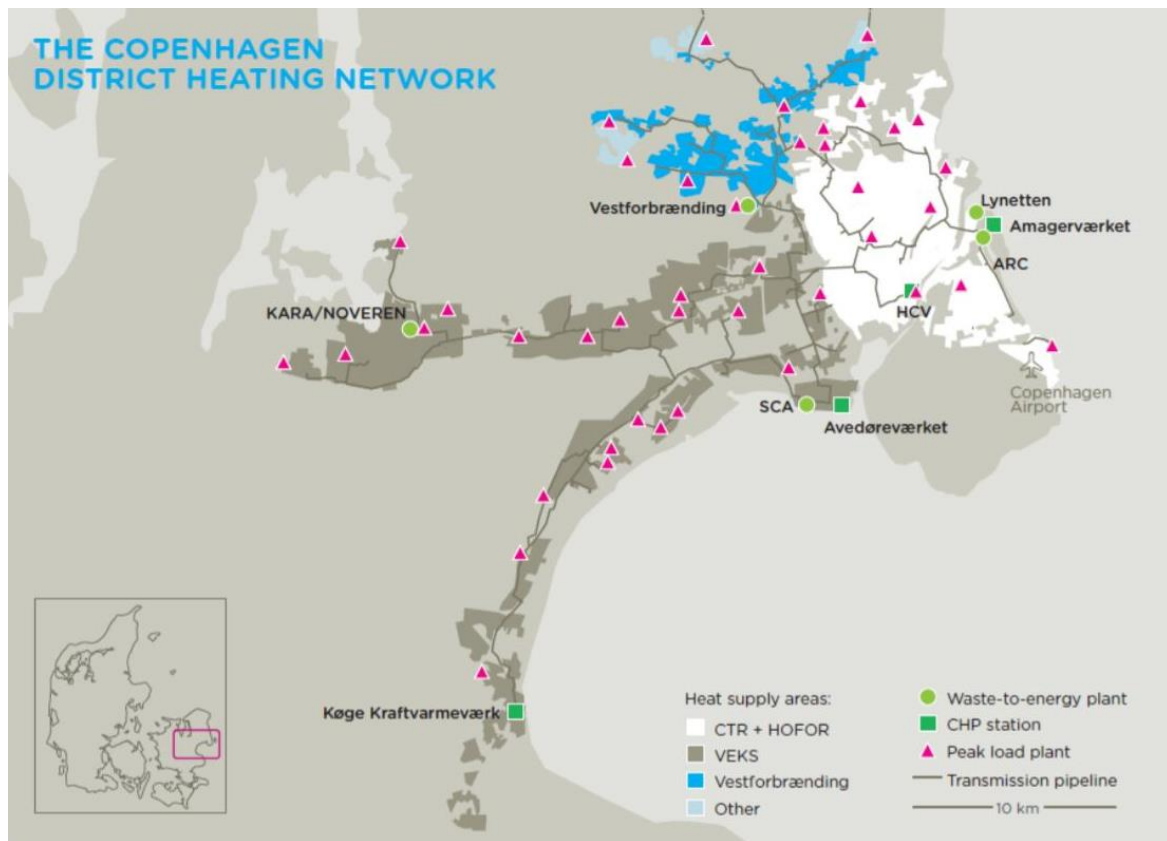 THE COPENHAGEN
DISTRICT HEATING NETWORK
Vestforbrænding
Lynetten
Amagerværket
ARC
KARA/NOVEREN
HCV
Copenhagen
Airport
SCA
Avedøreværket
Køge Kraftvarmeværk
Heat supply areas:
CTR + HOFOR
VEKS
Vestforbrænding
Other
Waste-to-energy plant
CHP station
Peak load plant
Transmission pipeline
10 km